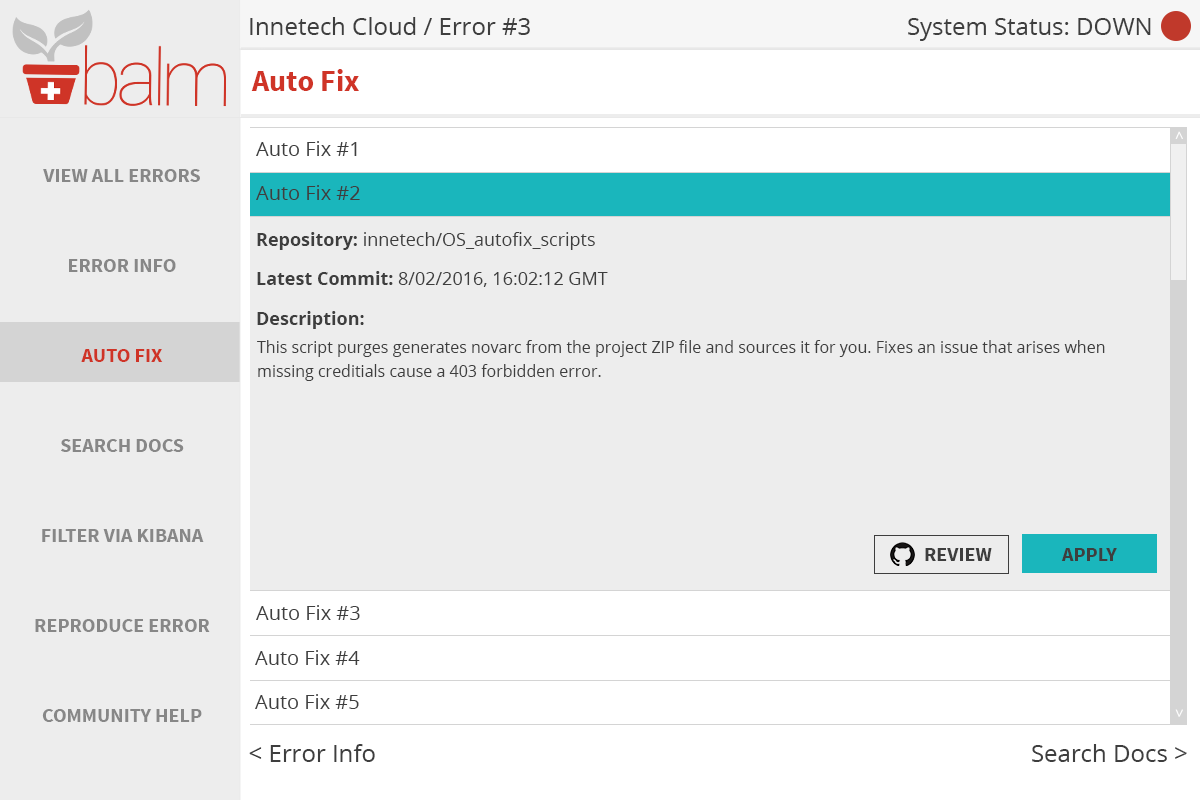 balm
Innetech Cloud / Error #3
System Status: DOWN
Auto Fix
VIEW ALL ERRORS
ERROR INFO
AUTO FIX
SEARCH DOCS
FILTER VIA KIBANA
REPRODUCE ERROR
COMMUNITY HELP
Auto Fix #1
Auto Fix #2
Repository: innetech/OS_autofix_scripts
Latest Commit: 8/02/2016, 16:02:12 GMT
Description:
This script purges generates novarc from the project ZIP file and sources it for you. Fixes an issue that arises when
missing creditials cause a 403 forbidden error.
REVIEW
APPLY
Auto Fix #3
Auto Fix #4
Auto Fix #5
< Error Info
Search Docs >